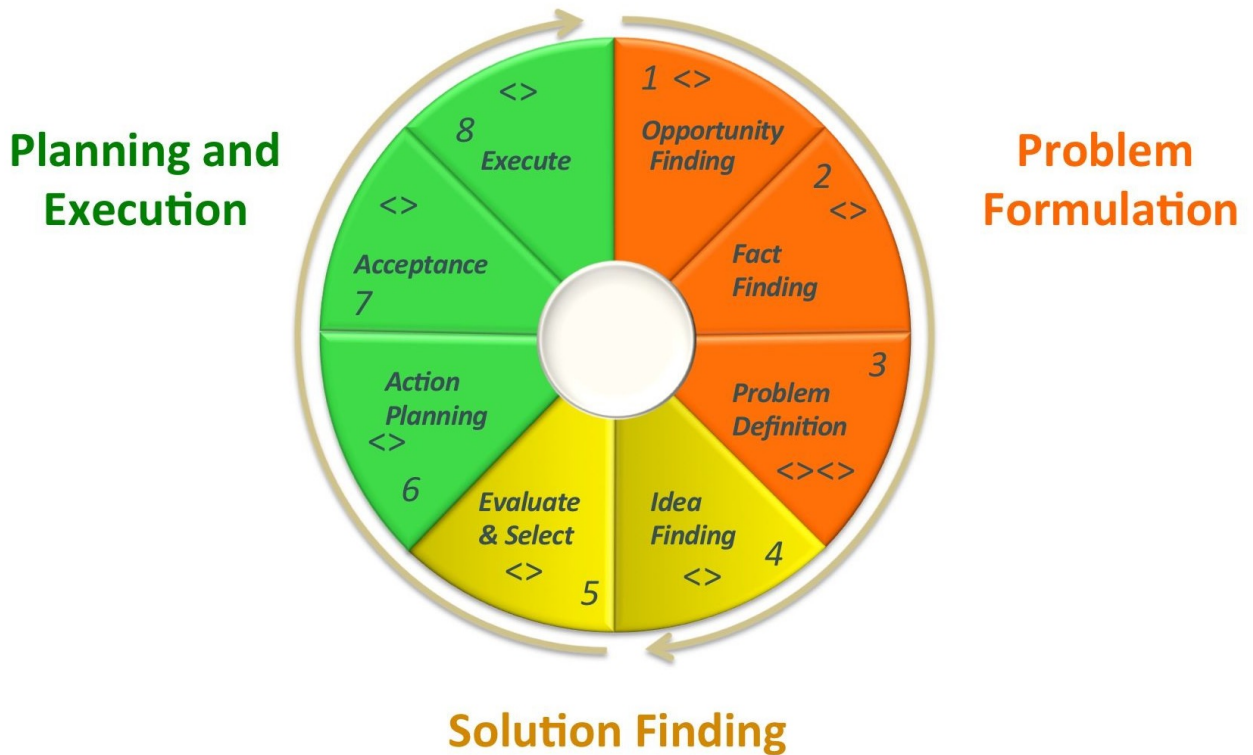 1 <>
Opportunity
Finding
2
<>
Fact
Finding
3
Problem
Definition
<><>
4
Idea
Finding
<>
5
Evaluate
& Select
<>
6
Action
Planning
<>
7
Acceptance
<>
8
<>
Execute
Problem
Formulation
Solution Finding
Planning and
Execution